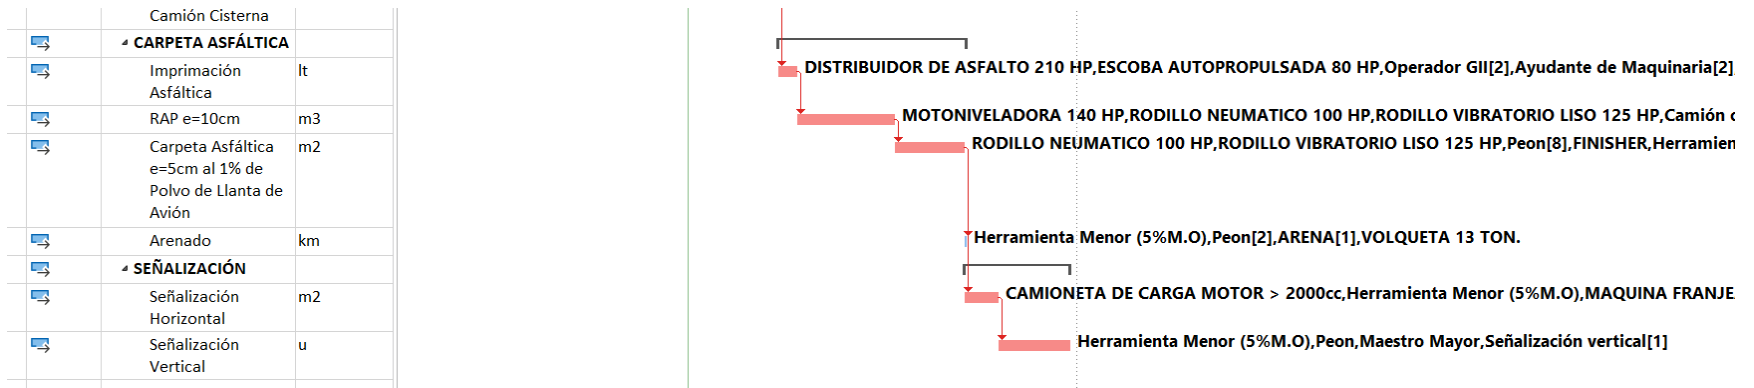 Camión Cisterna
CARPETA ASFÁLTICA
Imprimación Asfáltica
lt
DISTRIBUIDOR DE ASFALTO 210 HP,ESCOBA AUTOPROPULSADA 80 HP,Operador GII[2],Ayudante de Maquinaria[2],
RAP e=10cm
m3
MOTONIVELADORA 140 HP,RODILLO NEUMATICO 100 HP,RODILLO VIBRATORIO LISO 125 HP,Camión c
Carpeta Asfáltica
e=5cm al 1% de
Polvo de Llanta de
Avión
m2
RODILLO NEUMATICO 100 HP,RODILLO VIBRATORIO LISO 125 HP,Peon[8],FINISHER,Herramien
Arenado
km
Herramienta Menor (5%M.O),Peon[2],ARENA[1],VOLQUETA 13 TON.
SEÑALIZACIÓN
Señalización
Horizontal
m2
CAMIONETA DE CARGA MOTOR > 2000cc,Herramienta Menor (5%M.O),MAQUINA FRANJE
Señalización
Vertical
u
Herramienta Menor (5%M.O),Peon,Maestro Mayor,Señalización vertical[1]